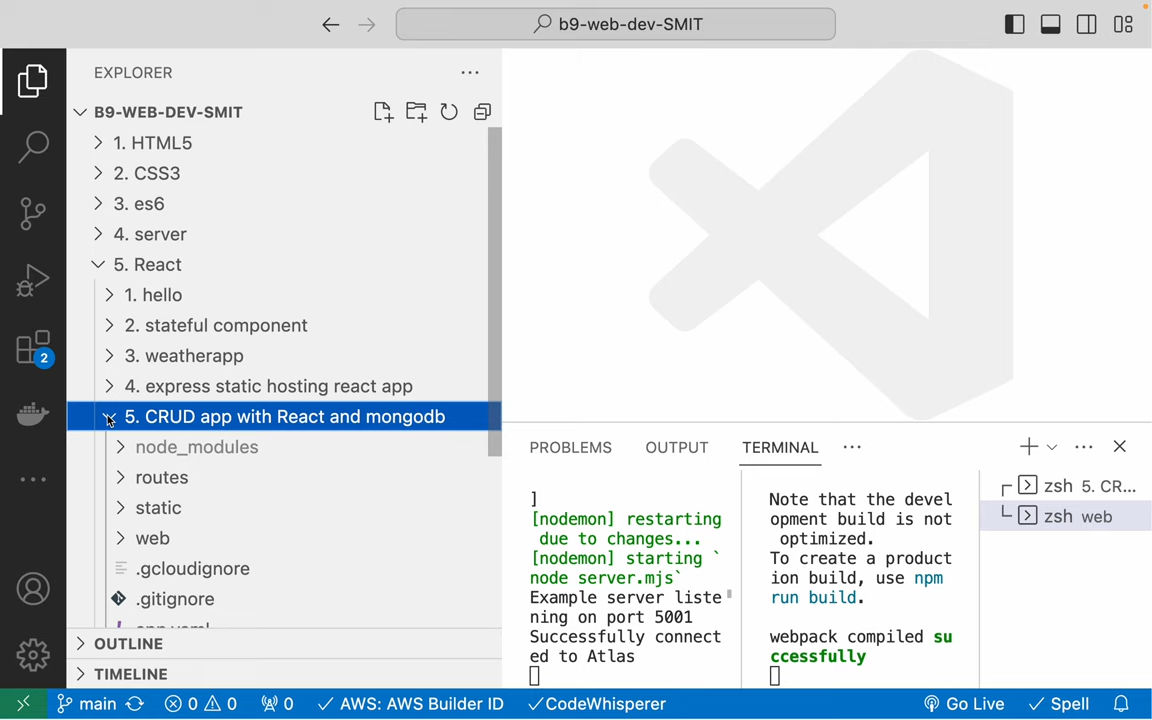 b9-web-dev-SMIT
EXPLORER
B9-WEB-DEV-SMIT
1. HTML5
2. CSS3
3. es6
4. server
5. React
1. hello
2. stateful component
3. weatherapp
4. express static hosting react app
5. CRUD app with React and mongodb
node_modules
routes
static
web
.gcloudignore
.gitignore
app.yaml
OUTLINE
TIMELINE
2
PROBLEMS
OUTPUT
TERMINAL
]
[nodemon] restarting
due to changes...
[nodemon] starting `
node server.mjs`
Example server liste
ning on port 5001
Successfully connect
ed to Atlas
Note that the devel
opment build is not
optimized.
To create a product
ion build, use npm
run build.
webpack compiled su
ccessfully
zsh 5. CR...
zsh web
main
0
0
0
AWS: AWS Builder ID
CodeWhisperer
Go Live
Spell